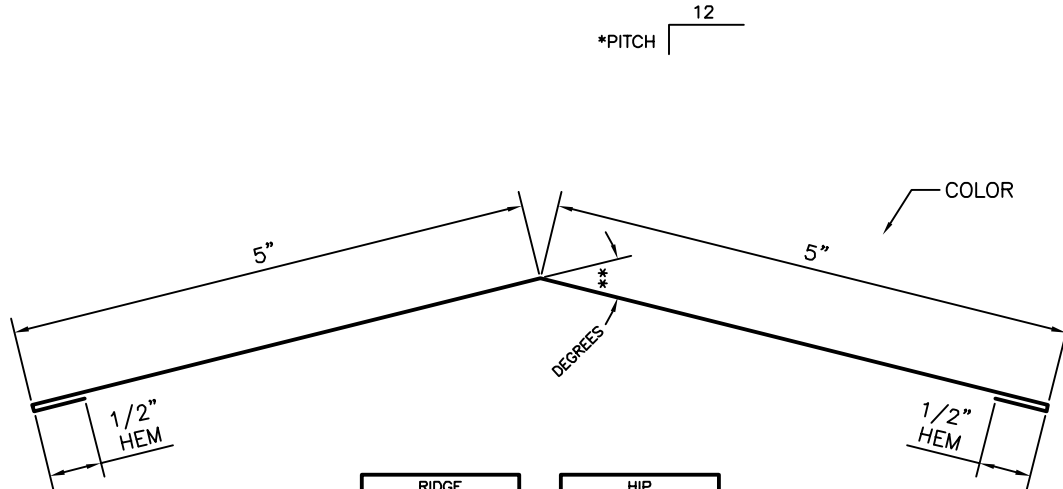 12
*PITCH
COLOR
5”
5”
**
DEGREES
1/2”
HEM
1/2”
HEM
RIDGE
HIP